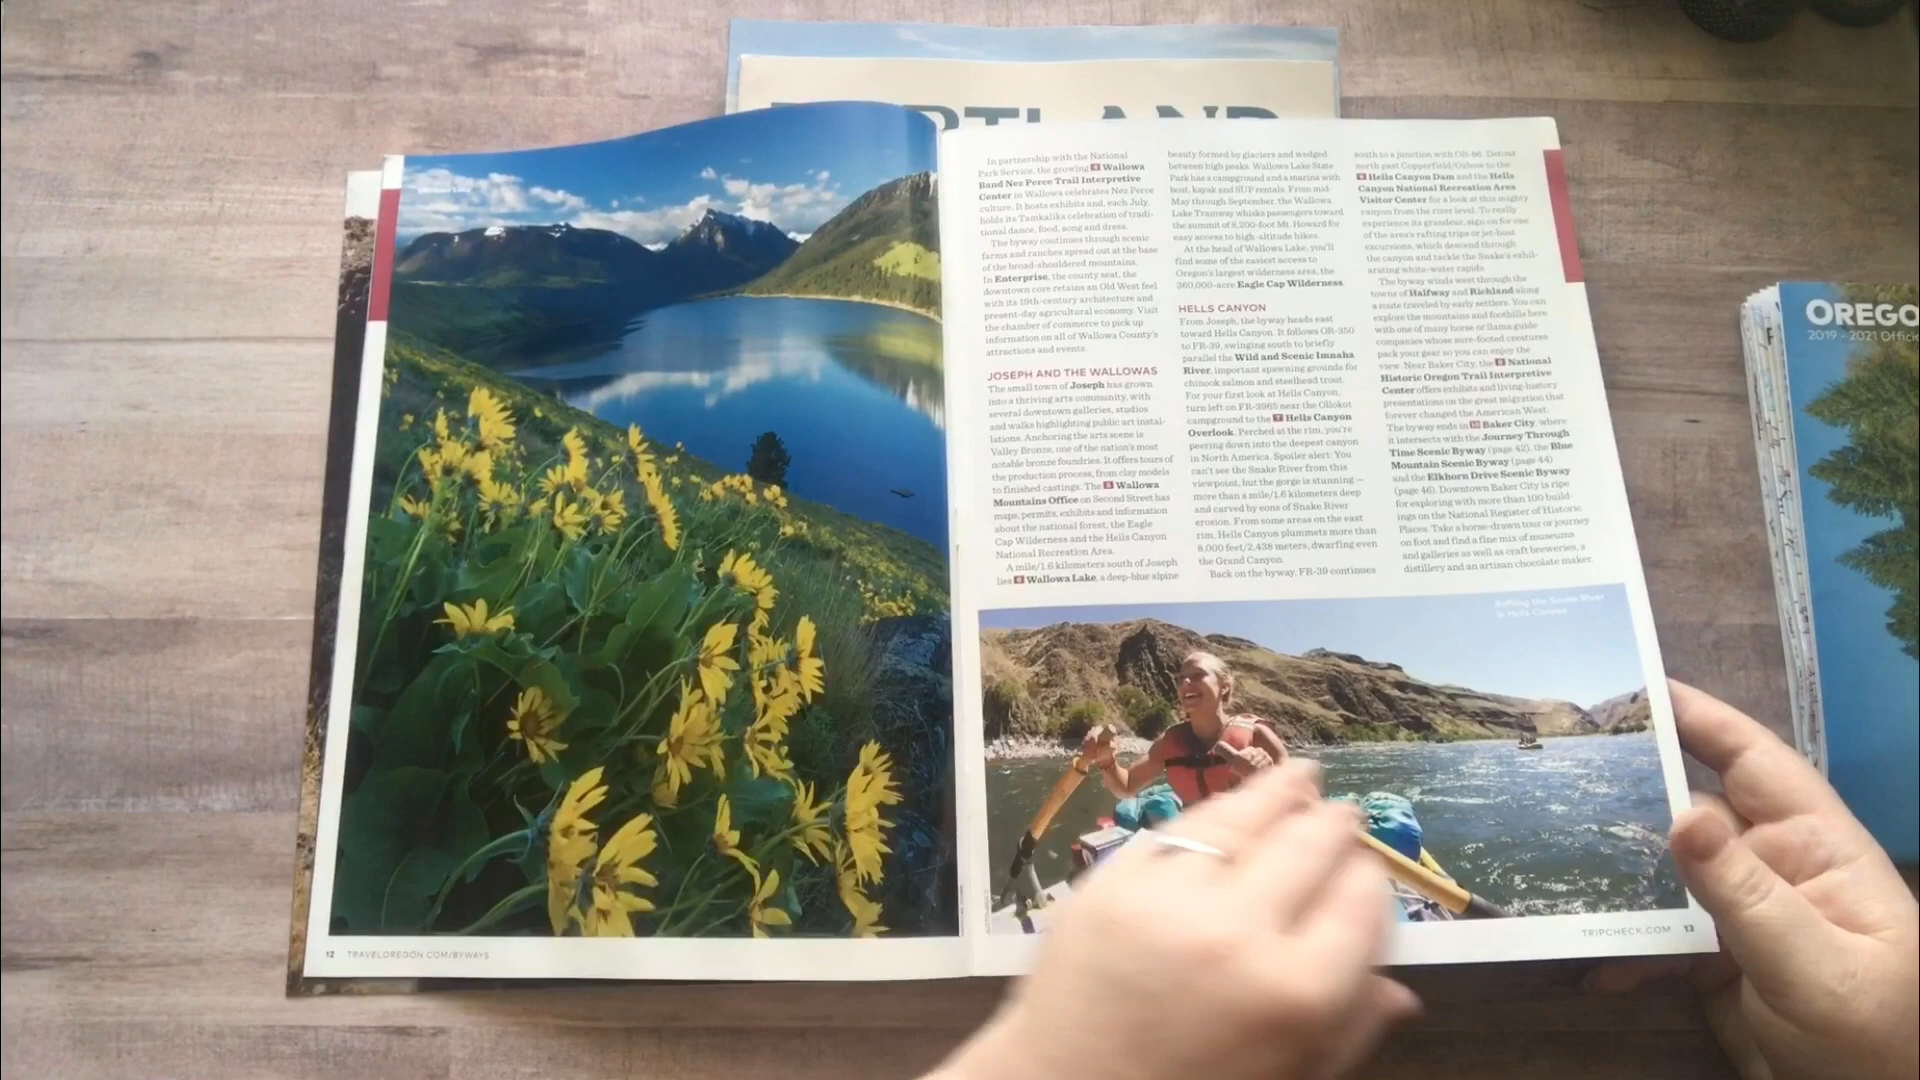 PORTLAND
OREGO
2019 - 2021 Offici
In partnership with the National
Park Service, the growing 4 Wallowa
Band Nez Perce Trail Interpretive
Center in Wallowa celebrates Nez Perce
culture. It hosts exhibits and, each July,
holds its Tamkaliks celebration of tradi-
tional dance, food, song and dress.
The byway continues through scenic
farms and ranches spread out at the base
of the broad-shouldered mountains.
In Enterprise, the county seat, the
downtown core retains an Old West feel
with its 19th-century architecture and
present-day agricultural economy. Visit
the chamber of commerce to pick up
information on all of Wallowa County's
attractions and events.
JOSEPH AND THE WALLOWAS
The small town of Joseph has grown
into a thriving arts community, with
several downtown galleries, studios
and walks highlighting public art instal-
lations. Anchoring the arts scene is
Valley Bronze, one of the nation's most
notable bronze foundries. It offers tours of
the production process, from clay models
to finished castings. The 5 Wallowa
Mountains Office on Second Street has
maps, permits, exhibits and information
about the national forest, the Eagle
Cap Wilderness and the Hells Canyon
National Recreation Area.
A mile/1.6 kilometers south of Joseph
lies 6 Wallowa Lake, a deep-blue alpine
beauty formed by glaciers and wedged
between high peaks. Wallowa Lake State
Park has a campground and a marina with
boat, kayak and SUP rentals. From mid-
May through September, the Wallowa
Lake Tramway whisks passengers toward
the summit of 8,200-foot Mt. Howard for
easy access to high-altitude hikes.
At the head of Wallowa Lake, you'll
find some of the easiest access to
Oregon's largest wilderness area, the
360,000-acre Eagle Cap Wilderness.
HELLS CANYON
From Joseph, the byway heads east
toward Hells Canyon. It follows OR-350
to FR-39, swinging south to briefly
parallel the Wild and Scenic Imnaha
River, important spawning grounds for
chinook salmon and steelhead trout.
For your first look at Hells Canyon,
turn left on FR-3965 near the Ollokot
campground to the 7 Hells Canyon
Overlook. Perched at the rim, you're
peering down into the deepest canyon
in North America. Spoiler alert: You
can't see the Snake River from this
viewpoint, but the gorge is stunning —
more than a mile/1.6 kilometers deep
and carved by eons of Snake River
erosion. From some areas on the east
rim, Hells Canyon plummets more than
8,000 feet/2,438 meters, dwarfing even
the Grand Canyon.
Back on the byway, FR-39 continues
south to a junction with OR-86. Detour
north past Copperfield/Oxbow to the
8 Hells Canyon Dam and the Hells
Canyon National Recreation Area
Visitor Center for a look at this mighty
canyon from the river level. To really
experience its grandeur, sign on for one
of the area's rafting trips or jet-boat
excursions, which descend through
the canyon and tackle the Snake's exhil-
arating white-water rapids.
The byway winds west through the
towns of Halfway and Richland along
a route traveled by early settlers. You can
explore the mountains and foothills here
with one of many horse or llama guide
companies whose sure-footed creatures
pack your gear so you can enjoy the
view. Near Baker City, the 9 National
Historic Oregon Trail Interpretive
Center offers exhibits and living-history
presentations on the great migration that
forever changed the American West.
The byway ends in 10 Baker City, where
it intersects with the Journey Through
Time Scenic Byway (page 42), the Blue
Mountain Scenic Byway (page 44)
and the Elkhorn Drive Scenic Byway
(page 46). Downtown Baker City is ripe
for exploring with more than 100 build-
ings on the National Register of Historic
Places. Take a horse-drawn tour or journey
on foot and find a fine mix of museums
and galleries as well as craft breweries, a
distillery and an artisan chocolate maker.
Rafting the Snake River
in Hells Canyon
12 TRAVELOREGON.COM/BYWAYS
TRIPCHECK.COM 13